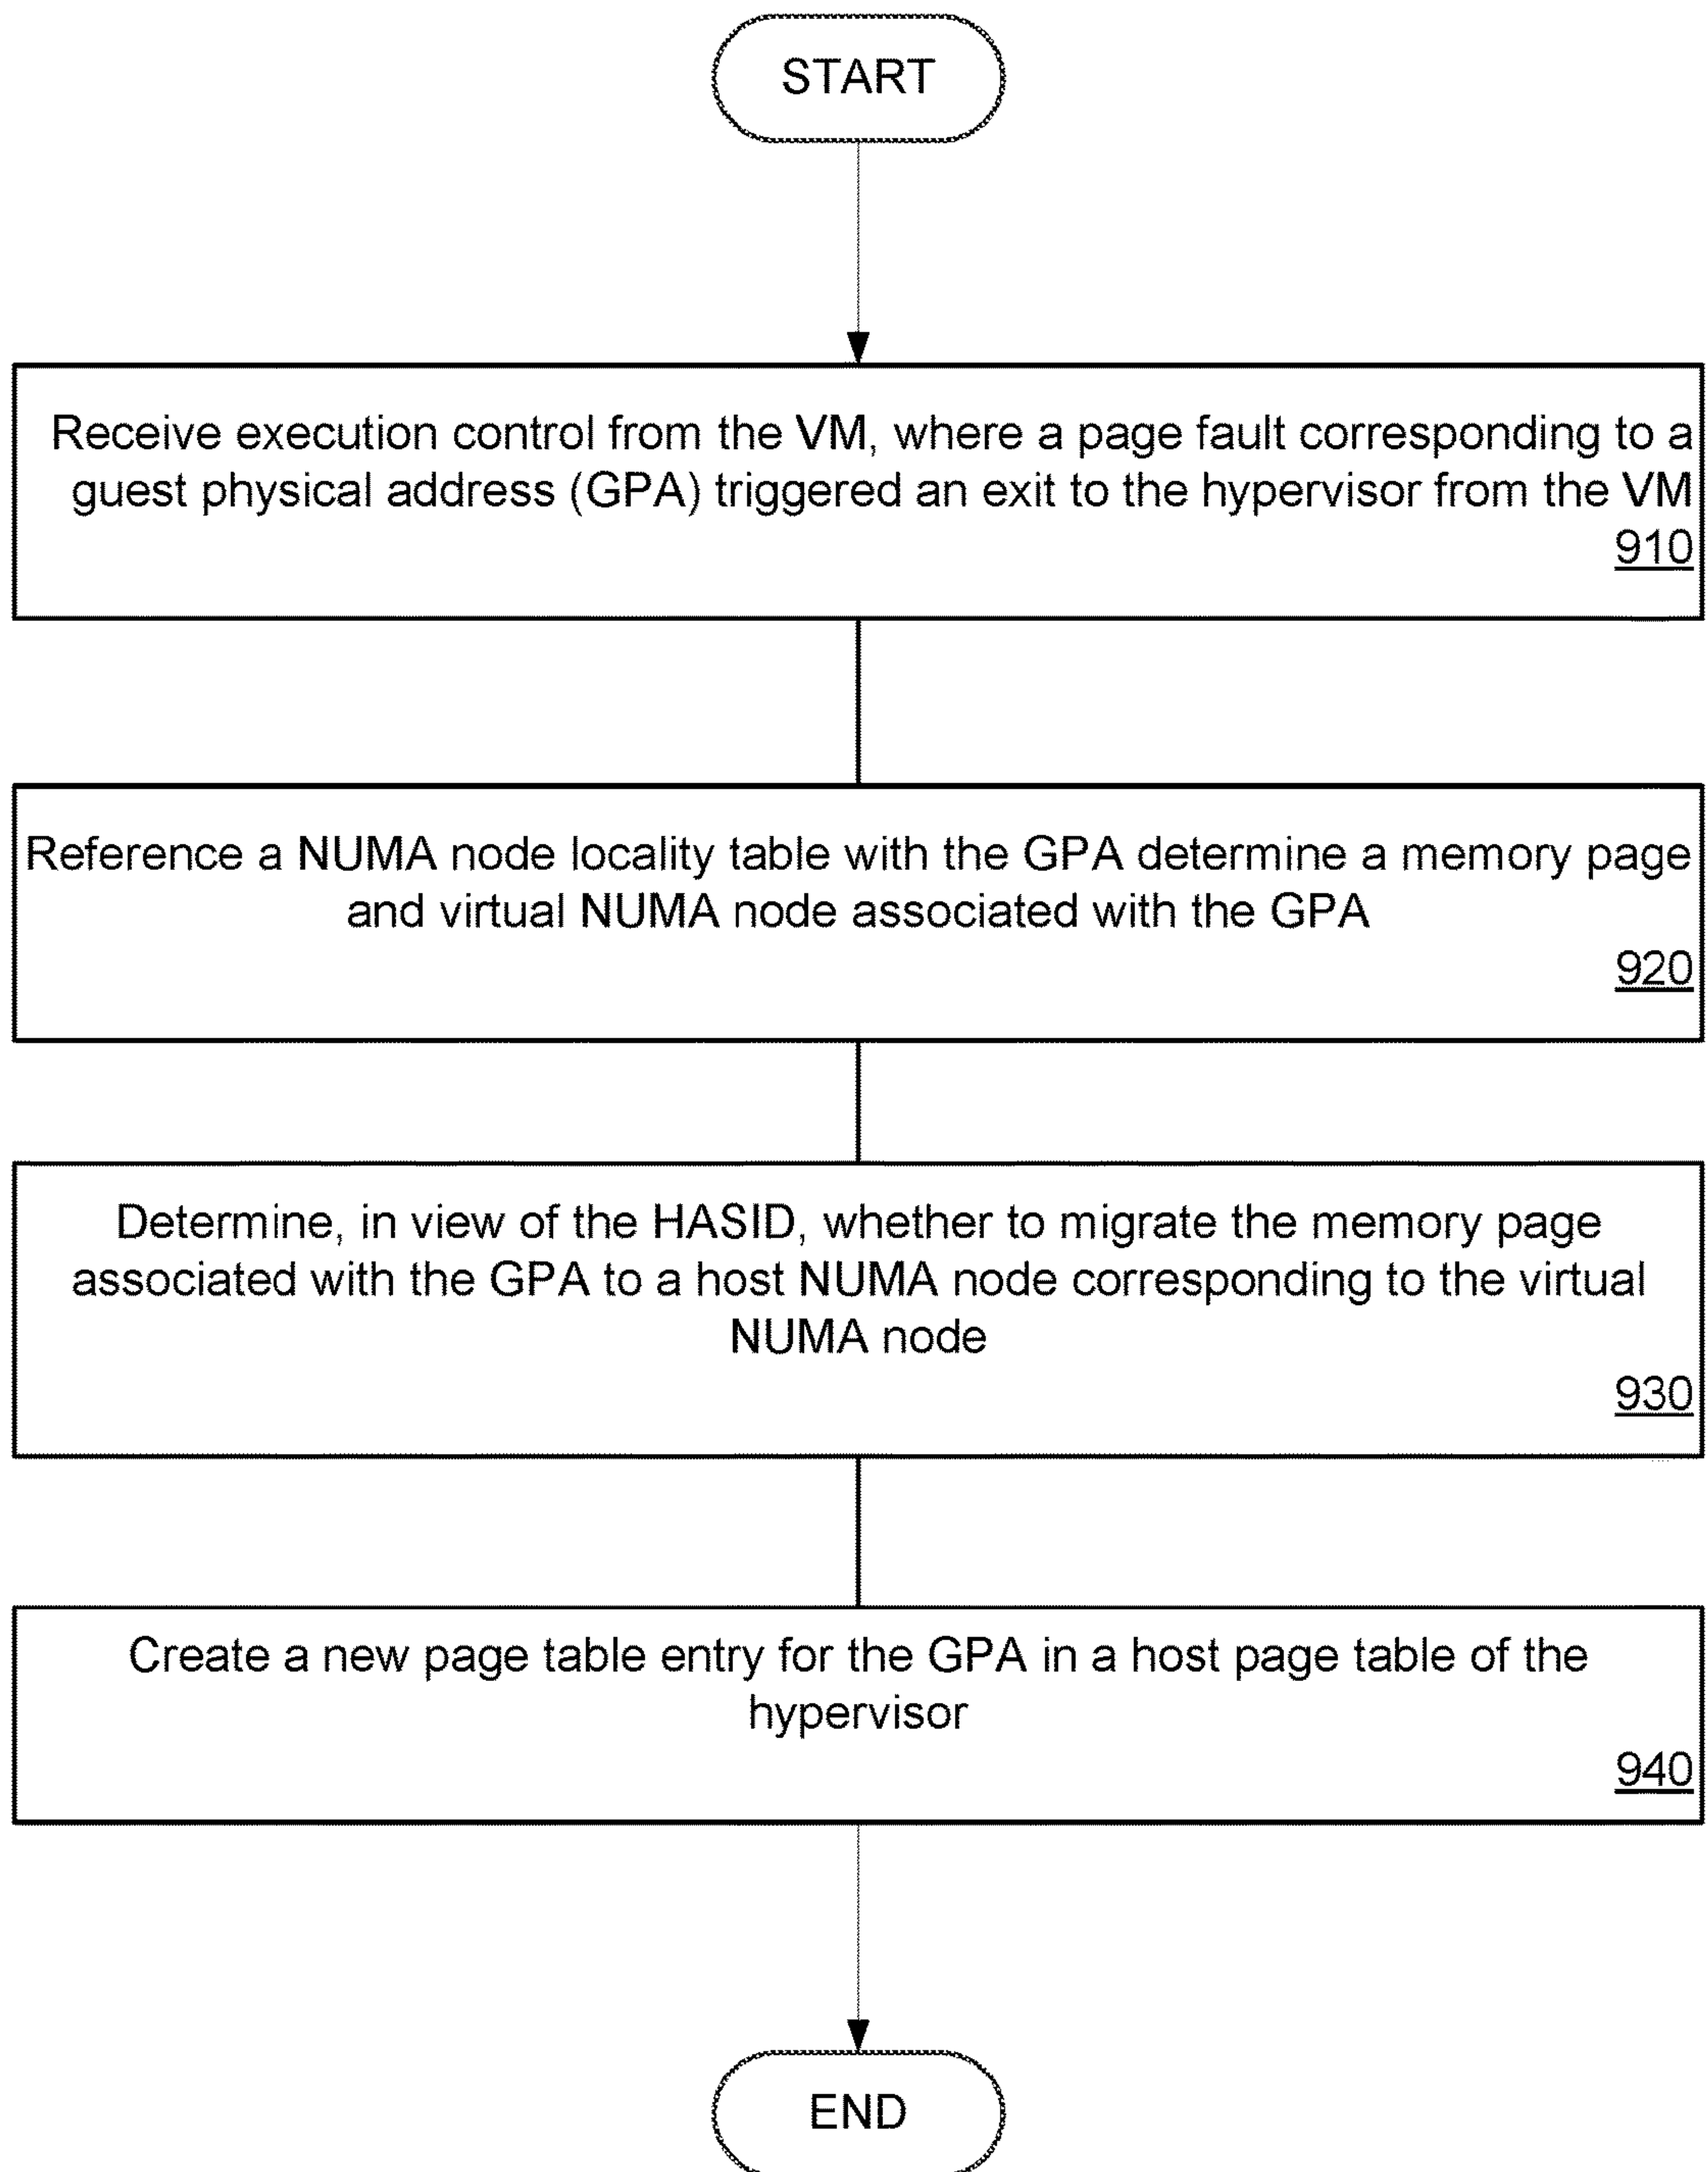 START
Receive execution control from the VM, where a page fault corresponding to a
guest physical address (GPA) triggered an exit to the hypervisor from the VM
910
Reference a NUMA node locality table with the GPA determine a memory page
and virtual NUMA node associated with the GPA
920
Determine, in view of the HASID, whether to migrate the memory page
associated with the GPA to a host NUMA node corresponding to the virtual
NUMA node
930
Create a new page table entry for the GPA in a host page table of the
hypervisor
940
END